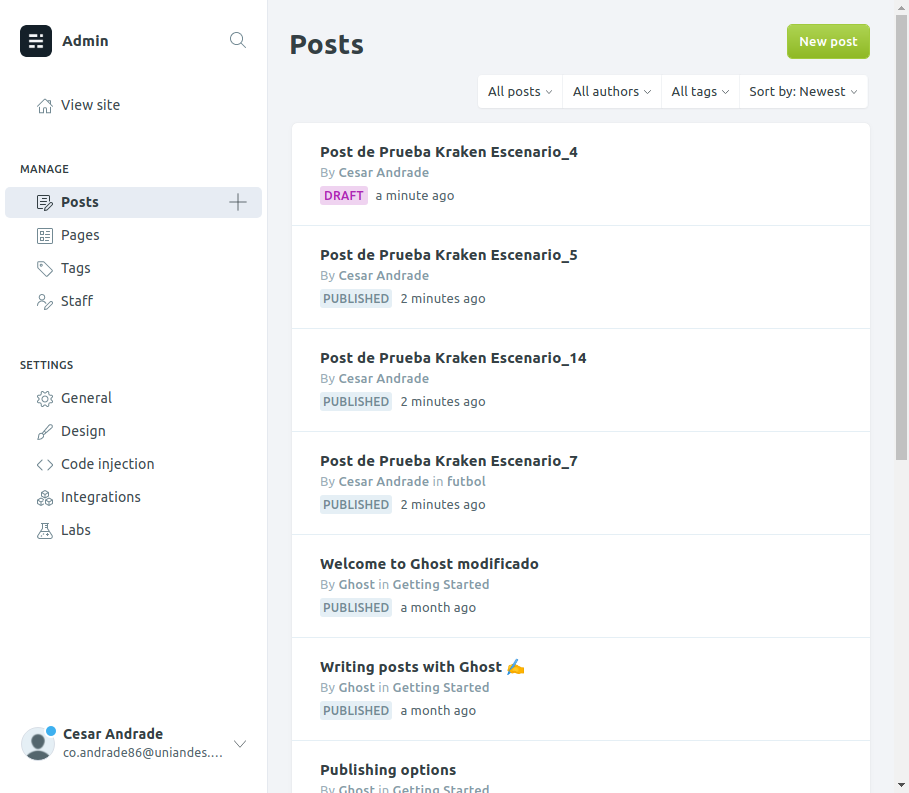 Admin
View site
MANAGE
Posts
Pages
Tags
Staff
SETTINGS
General
Design
Code injection
Integrations
Labs
Cesar Andrade
co.andrade86@uniandes....
Posts
New post
All posts
All authors
All tags
Sort by: Newest
Post de Prueba Kraken Escenario_4
By Cesar Andrade
DRAFT a minute ago
Post de Prueba Kraken Escenario_5
By Cesar Andrade
PUBLISHED 2 minutes ago
Post de Prueba Kraken Escenario_14
By Cesar Andrade
PUBLISHED 2 minutes ago
Post de Prueba Kraken Escenario_7
By Cesar Andrade in futbol
PUBLISHED 2 minutes ago
Welcome to Ghost modificado
By Ghost in Getting Started
PUBLISHED a month ago
Writing posts with Ghost ✍️
By Ghost in Getting Started
PUBLISHED a month ago
Publishing options
By Ghost in Getting Started